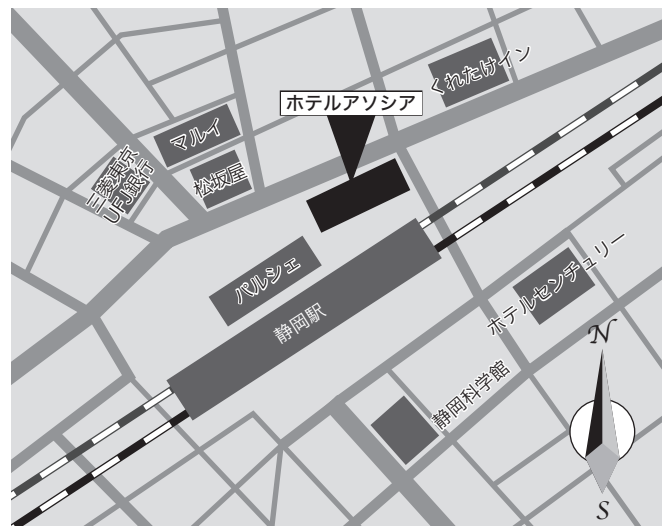 くれたけイン
ホテルアソシア
マルイ
松坂屋
三菱東京
UFJ銀行
パルシェ
静岡駅
ホテルセンチュリー
静岡科学館
N
S